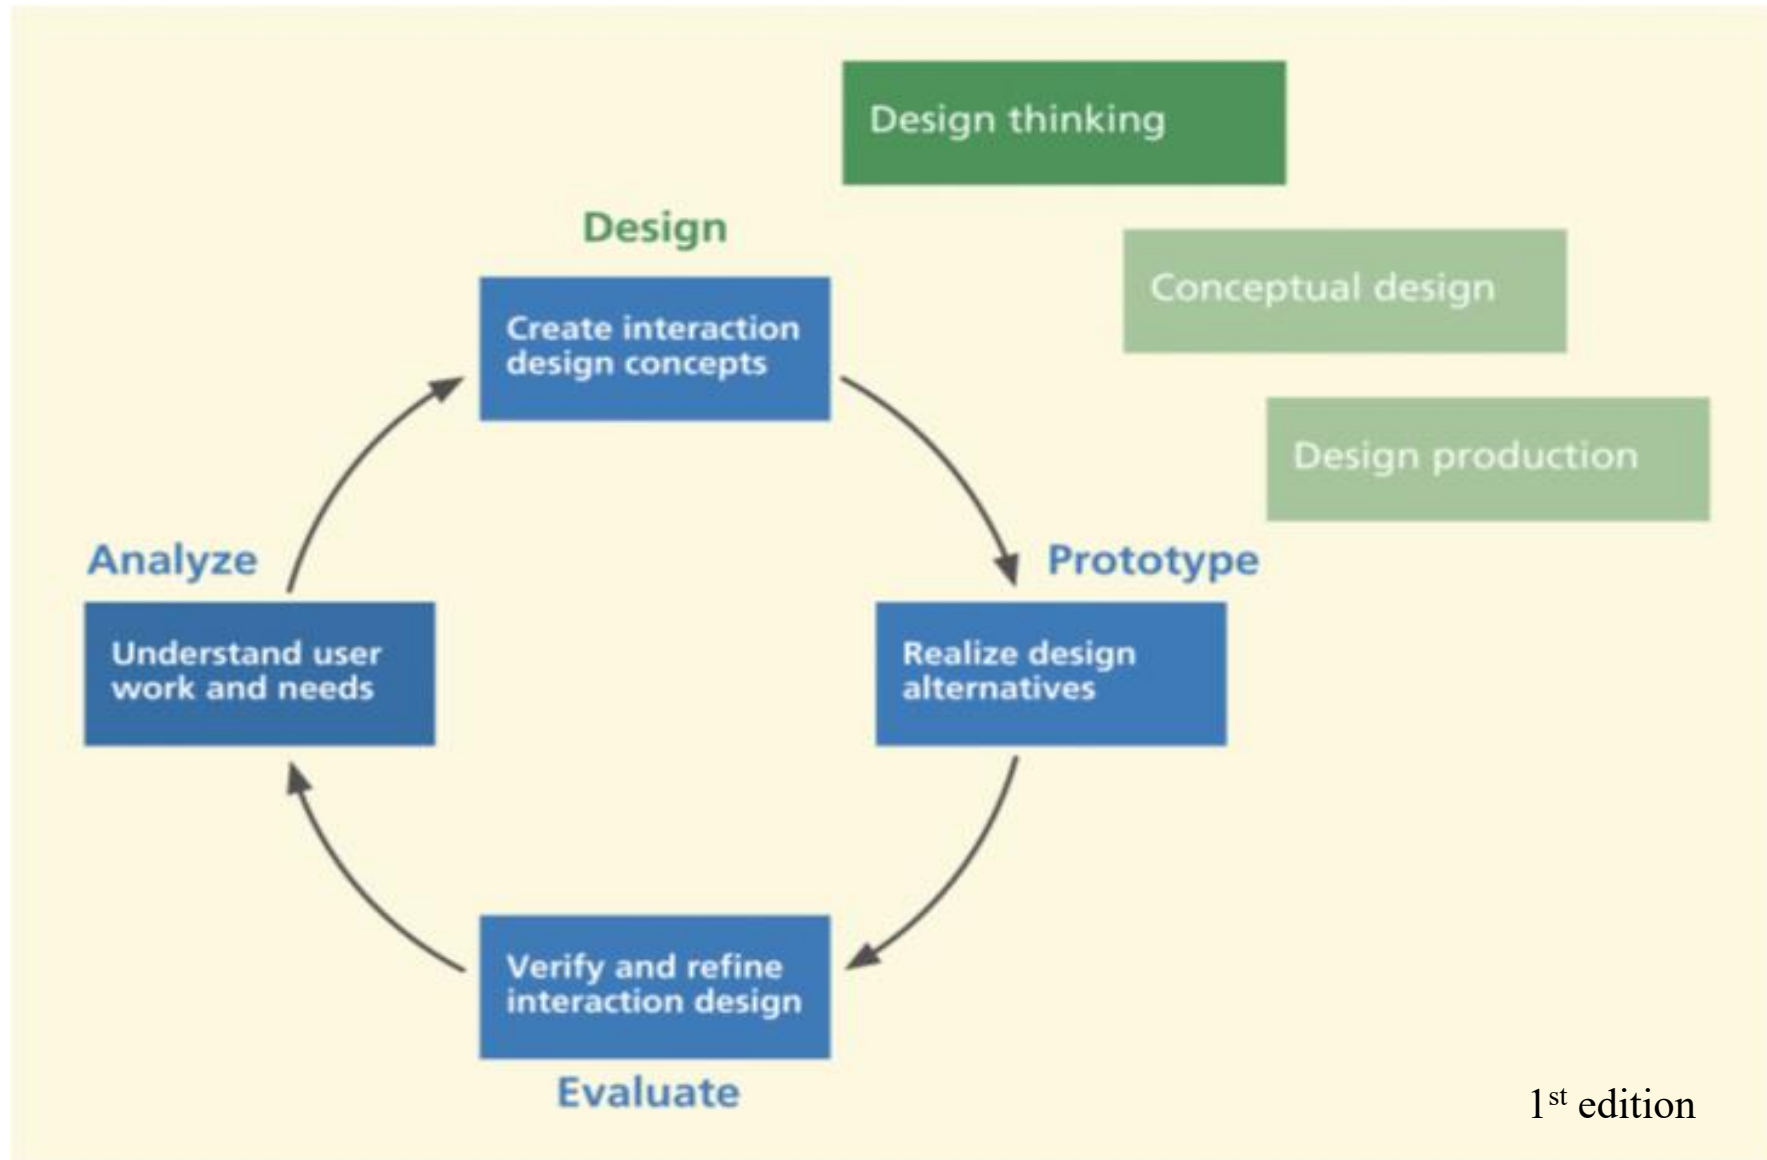 Design thinking
Design
Conceptual design
Create interaction
design concepts
Design production
Analyze
Prototype
Understand user
work and needs
Realize design
alternatives
Verify and refine
interaction design
Evaluate
1st edition